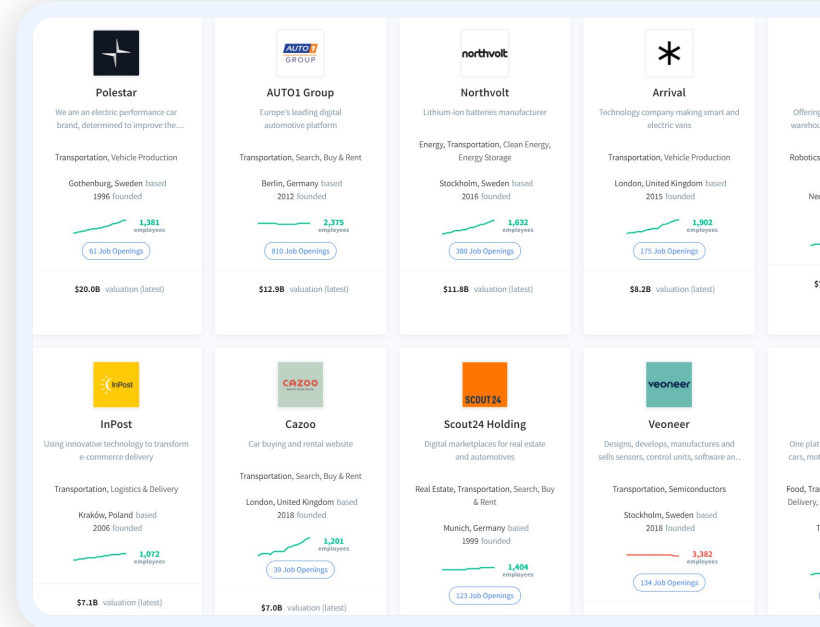 Polestar
We are an electric performance car
brand, determined to improve the...
Transportation, Vehicle Production
Gothenburg, Sweden based
1996 founded
1,381
employees
61 Job Openings
$20.0B valuation (latest)
AUTO1
GROUP
AUTO1 Group
Europe's leading digital
automotive platform
Transportation, Search, Buy & Rent
Berlin, Germany based
2012 founded
2,375
employees
810 Job Openings
$12.9B valuation (latest)
northvolt
Northvolt
Lithium-ion batteries manufacturer
Energy, Transportation, Clean Energy,
Energy Storage
Stockholm, Sweden based
2016 founded
1,632
employees
380 Job Openings
$11.8B valuation (latest)
Arrival
Technology company making smart and
electric vans
Transportation, Vehicle Production
London, United Kingdom based
2015 founded
1,902
employees
175 Job Openings
$8.2B valuation (latest)
Offering
warehou
Robotics
Ned
InPost
InPost
Using innovative technology to transform
e-commerce delivery
Transportation, Logistics & Delivery
Kraków, Poland based
2006 founded
1,072
employees
$7.1B valuation (latest)
CAZOO
Cazoo
Car buying and rental website
Transportation, Search, Buy & Rent
London, United Kingdom based
2018 founded
1,201
employees
39 Job Openings
$7.0B valuation (latest)
SCOUT24
Scout24 Holding
Digital marketplaces for real estate
and automotives
Real Estate, Transportation, Search, Buy
& Rent
Munich, Germany based
1999 founded
1,404
employees
123 Job Openings
veoneer
Veoneer
Designs, develops, manufactures and
sells sensors, control units, software an..
Transportation, Semiconductors
Stockholm, Sweden based
2018 founded
3,382
employees
134 Job Openings
One plat
cars, mot
Food, Tra
Delivery,